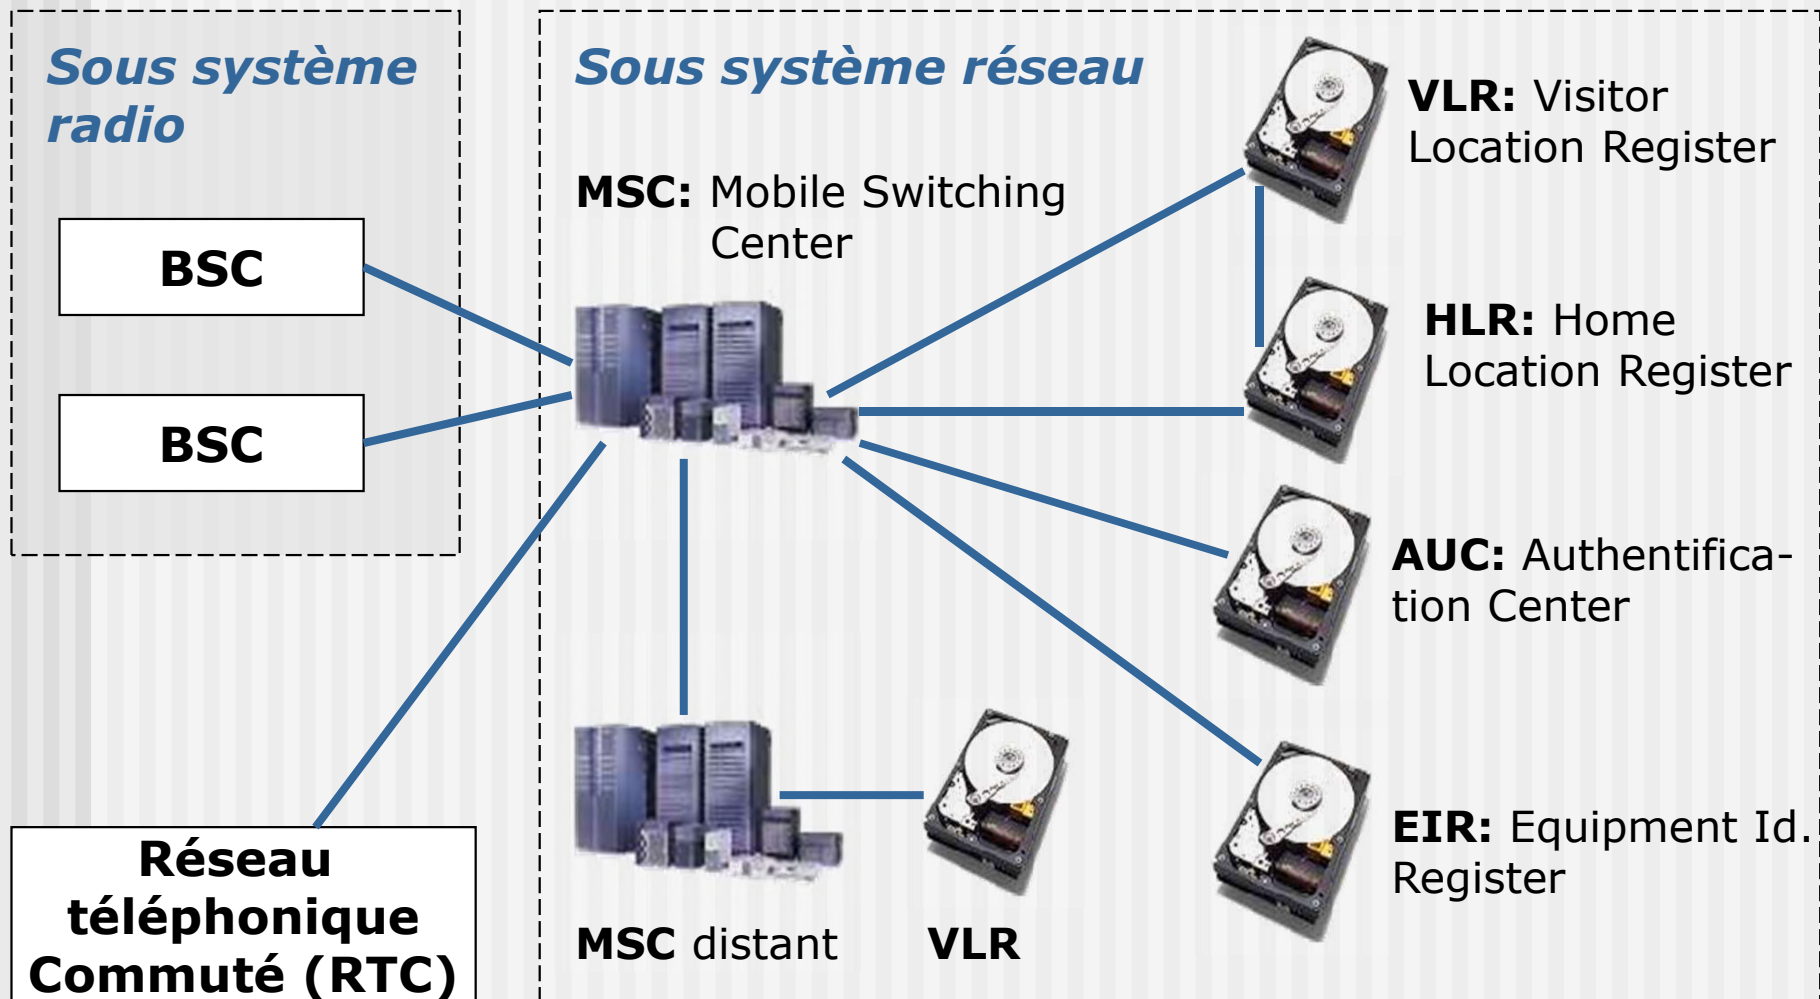 Sous système
radio
BSC
BSC
Réseau
téléphonique
Commuté (RTC)
Sous système réseau
MSC: Mobile Switching
Center
VLR: Visitor
Location Register
HLR: Home
Location Register
AUC: Authentifica-
tion Center
EIR: Equipment Id.
Register
MSC distant
VLR